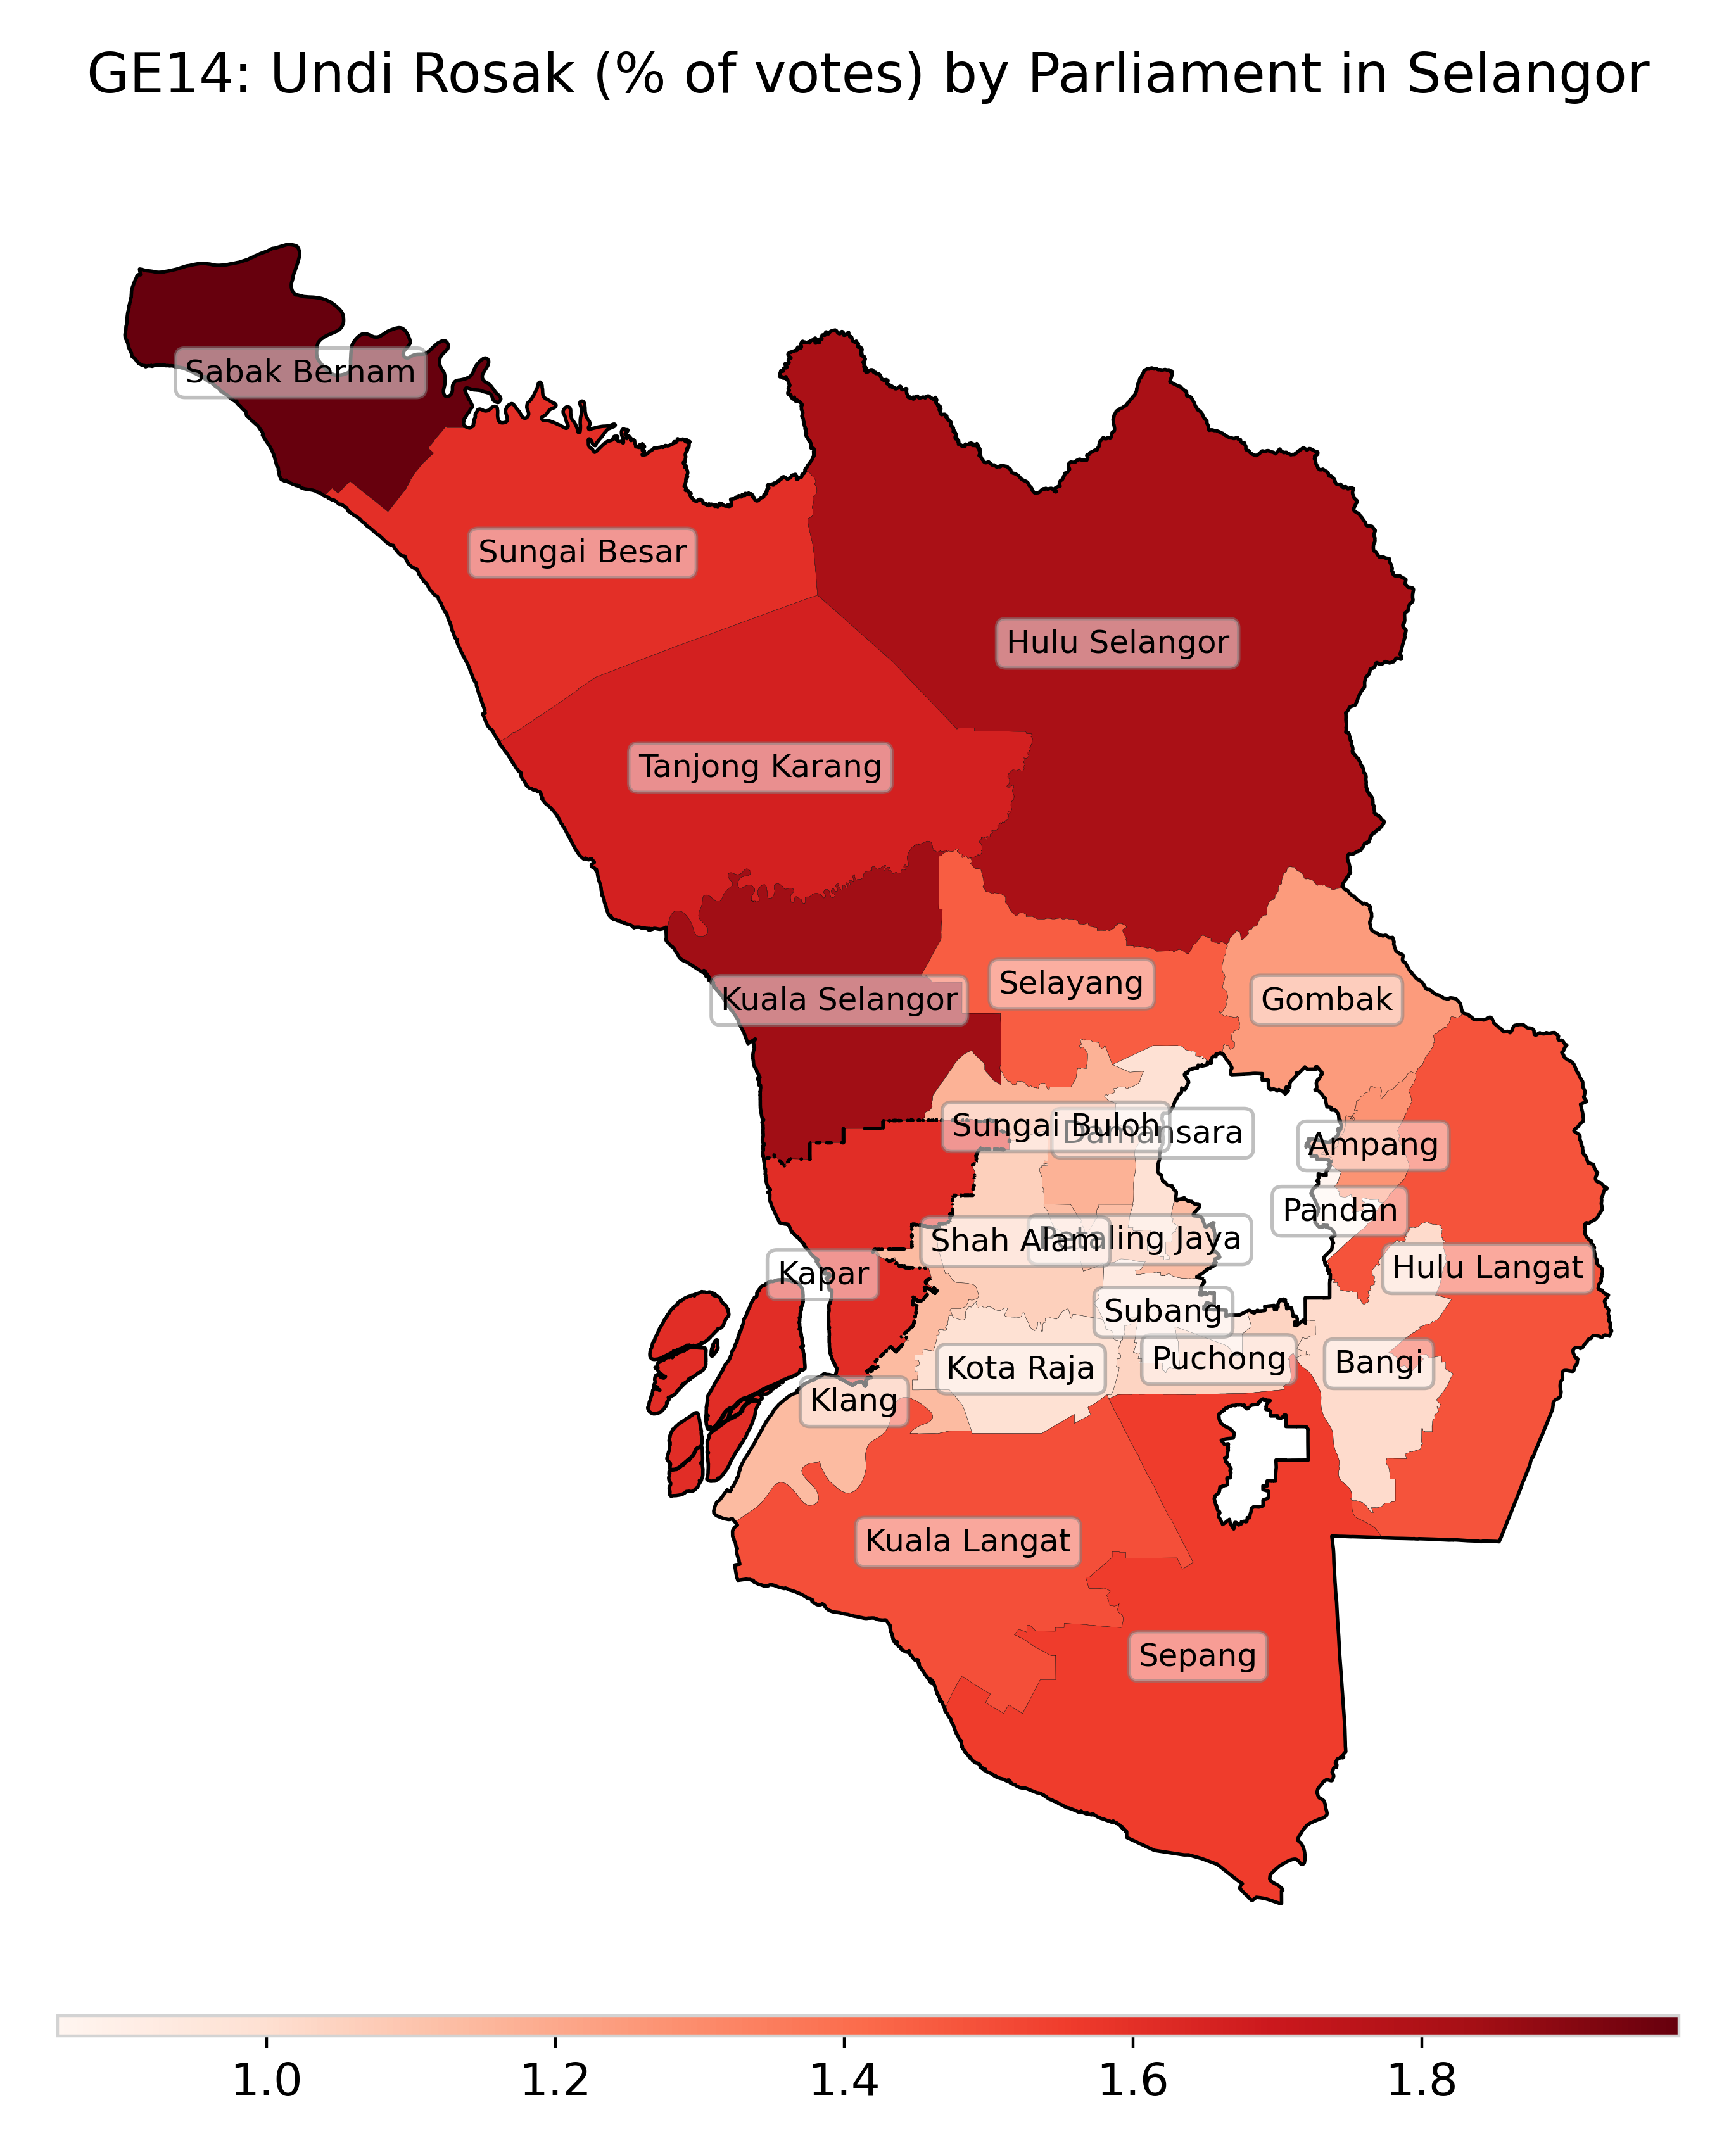 GE14: Undi Rosak (% of votes) by Parliament in Selangor
Sabak Bernam
Sungai Besar
Hulu Selangor
Tanjong Karang
Selayang
Kuala Selangor
Gombak
Sungai Buloh
Damansara
Ampang
Pandan
Shah Alam
Petaling Jaya
Hulu Langat
Kapar
Subang
Puchong
Bangi
Kota Raja
Klang
Kuala Langat
Sepang
1.0 1.2 1.4 1.6 1.8